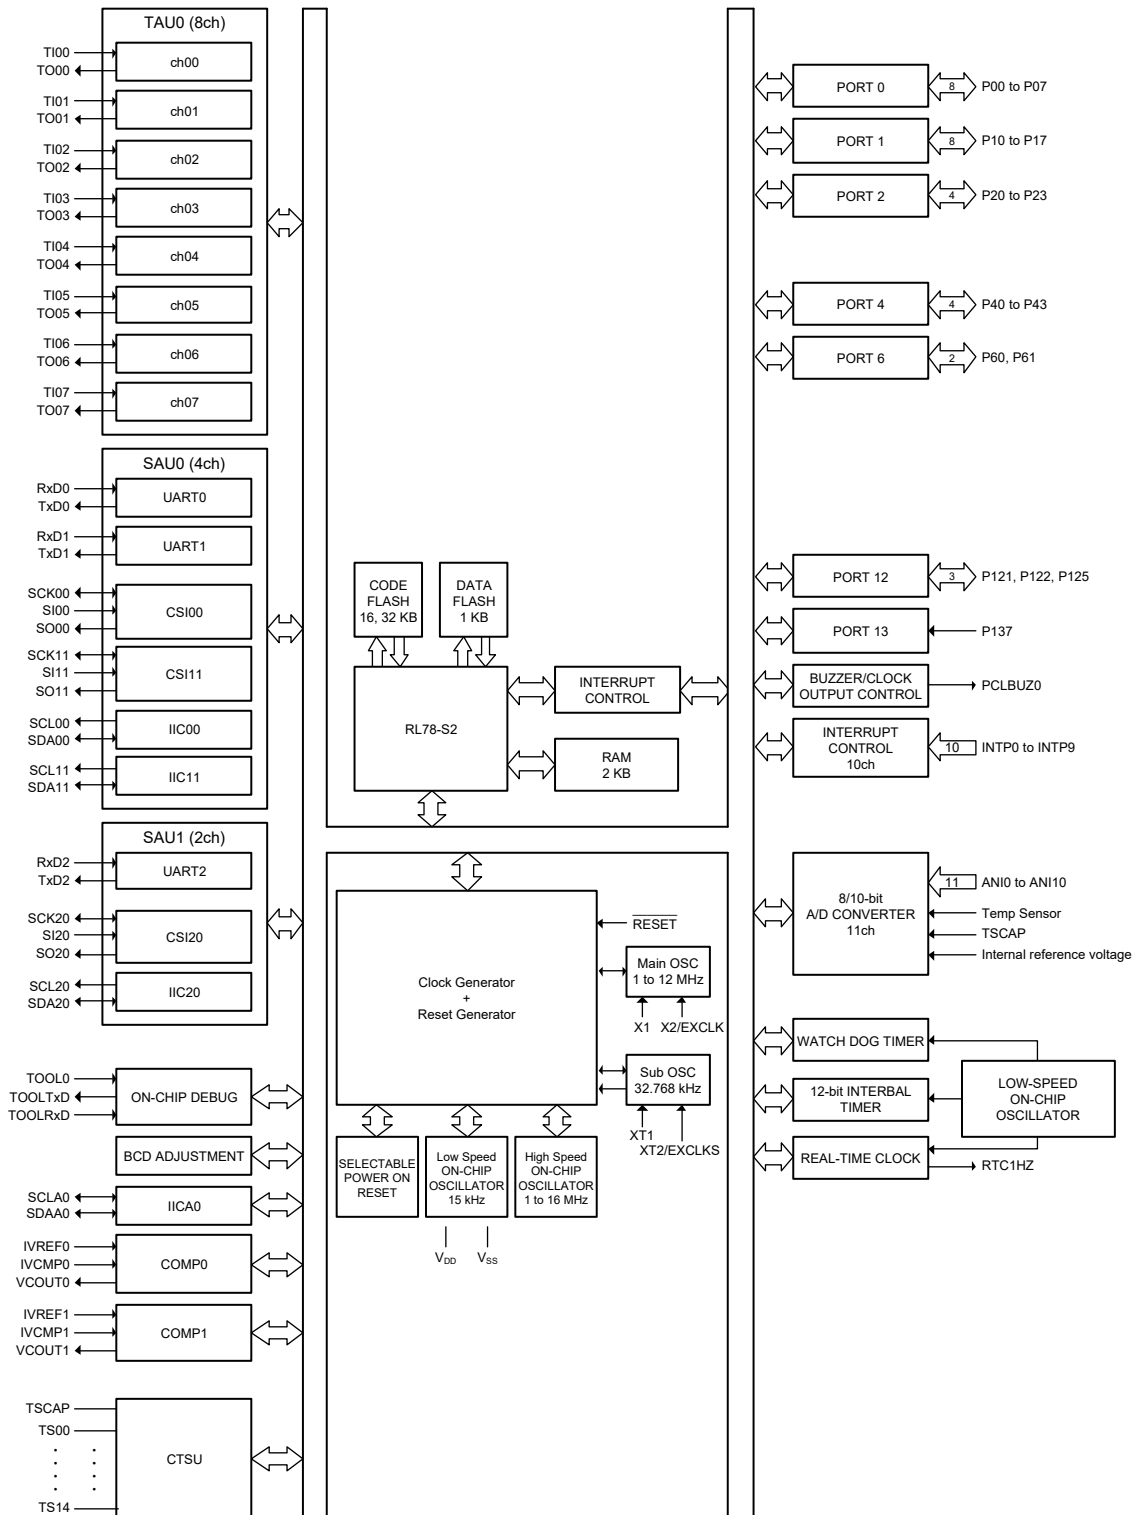 TAU0 (8ch)
TI00
TO00
ch00
TI01
TO01
ch01
TI02
TO02
ch02
TI03
TO03
ch03
TI04
TO04
ch04
TI05
TO05
ch05
TI06
TO06
ch06
TI07
TO07
ch07
SAU0 (4ch)
RxD0
TxD0
UART0
RxD1
TxD1
UART1
SCK00
SI00
SO00
CSI00
SCK11
SI11
SO11
CSI11
SCL00
SDA00
IIC00
SCL11
SDA11
IIC11
SAU1 (2ch)
RxD2
TxD2
UART2
SCK20
SI20
SO20
CSI20
SCL20
SDA20
IIC20
TOOL0
TOOLTxD
TOOLRxD
ON-CHIP DEBUG
BCD ADJUSTMENT
SCLA0
SDAA0
IICA0
IVREF0
IVCMP0
VCOUT0
COMP0
IVREF1
IVCMP1
VCOUT1
COMP1
TSCAP
TS00
TS14
CTSU
CODE
FLASH
16, 32 KB
DATA
FLASH
1 KB
RL78-S2
INTERRUPT
CONTROL
RAM
2 KB
Clock Generator
+
Reset Generator
RESET
Main OSC
1 to 12 MHz
X1
X2/EXCLK
Sub OSC
32.768 kHz
XT1
XT2/EXCLKS
SELECTABLE
POWER ON
RESET
Low Speed
ON-CHIP
OSCILLATOR
15 kHz
High Speed
ON-CHIP
OSCILLATOR
1 to 16 MHz
VDD
VSS
PORT 0
8
P00 to P07
PORT 1
8
P10 to P17
PORT 2
4
P20 to P23
PORT 4
4
P40 to P43
PORT 6
2
P60, P61
PORT 12
3
P121, P122, P125
PORT 13
P137
BUZZER/CLOCK
OUTPUT CONTROL
PCLBUZ0
INTERRUPT
CONTROL
10ch
10
INTP0 to INTP9
8/10-bit
A/D CONVERTER
11ch
11
ANI0 to ANI10
Temp Sensor
TSCAP
Internal reference voltage
WATCH DOG TIMER
12-bit INTERBAL
TIMER
REAL-TIME CLOCK
LOW-SPEED
ON-CHIP
OSCILLATOR
RTC1HZ